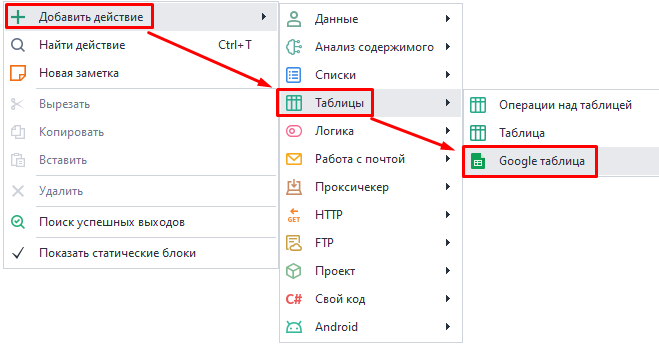 Добавить действие
Найти действие Ctrl+T
Новая заметка
Вырезать
Копировать
Вставить
Удалить
Поиск успешных выходов
Показать статические блоки
Данные
Анализ содержимого
Списки
Таблицы
Логика
Работа с почтой
Проксичекер
GET
HTTP
FTP
Проект
C# Свой код
Android
Операции над таблицей
Таблица
Google таблица